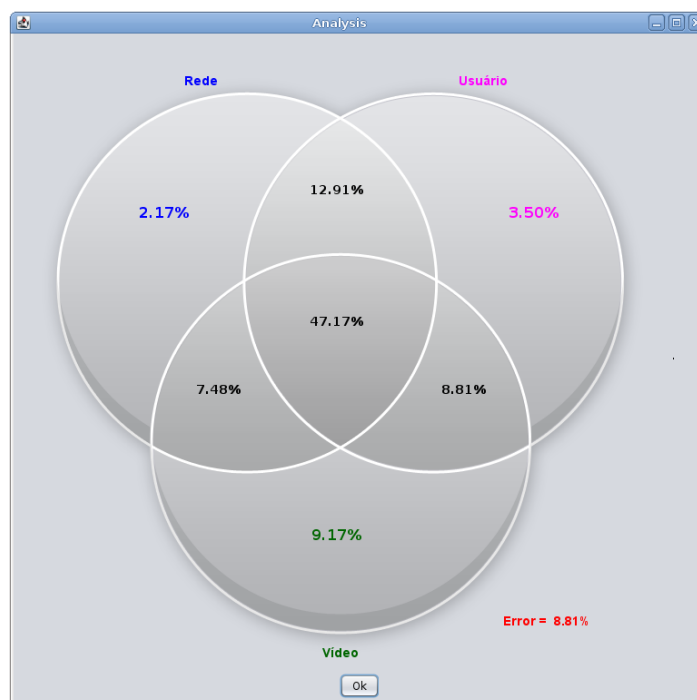 Analysis
Rede
Usuário
12.91%
2.17%
3.50%
47.17%
7.48%
8.81%
9.17%
Error = 8.81%
Vídeo
Ok